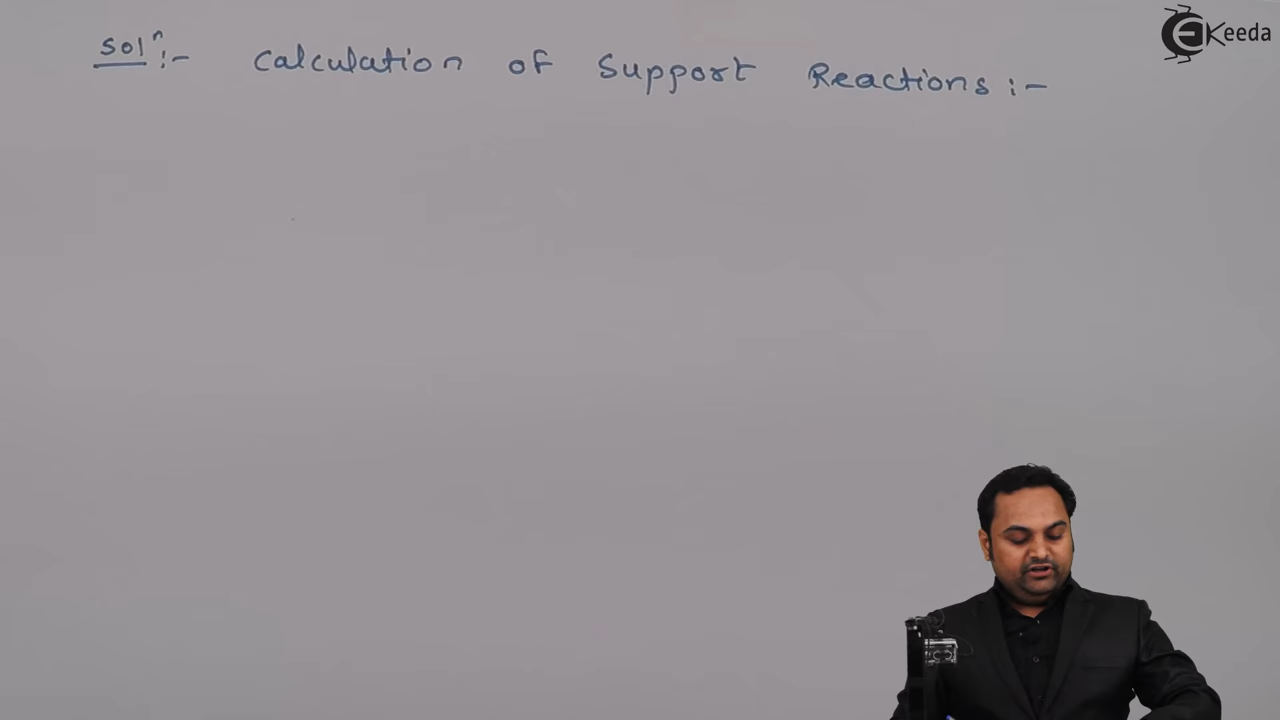 Solⁿ :- Calculation of Support Reactions :-
EKeeda